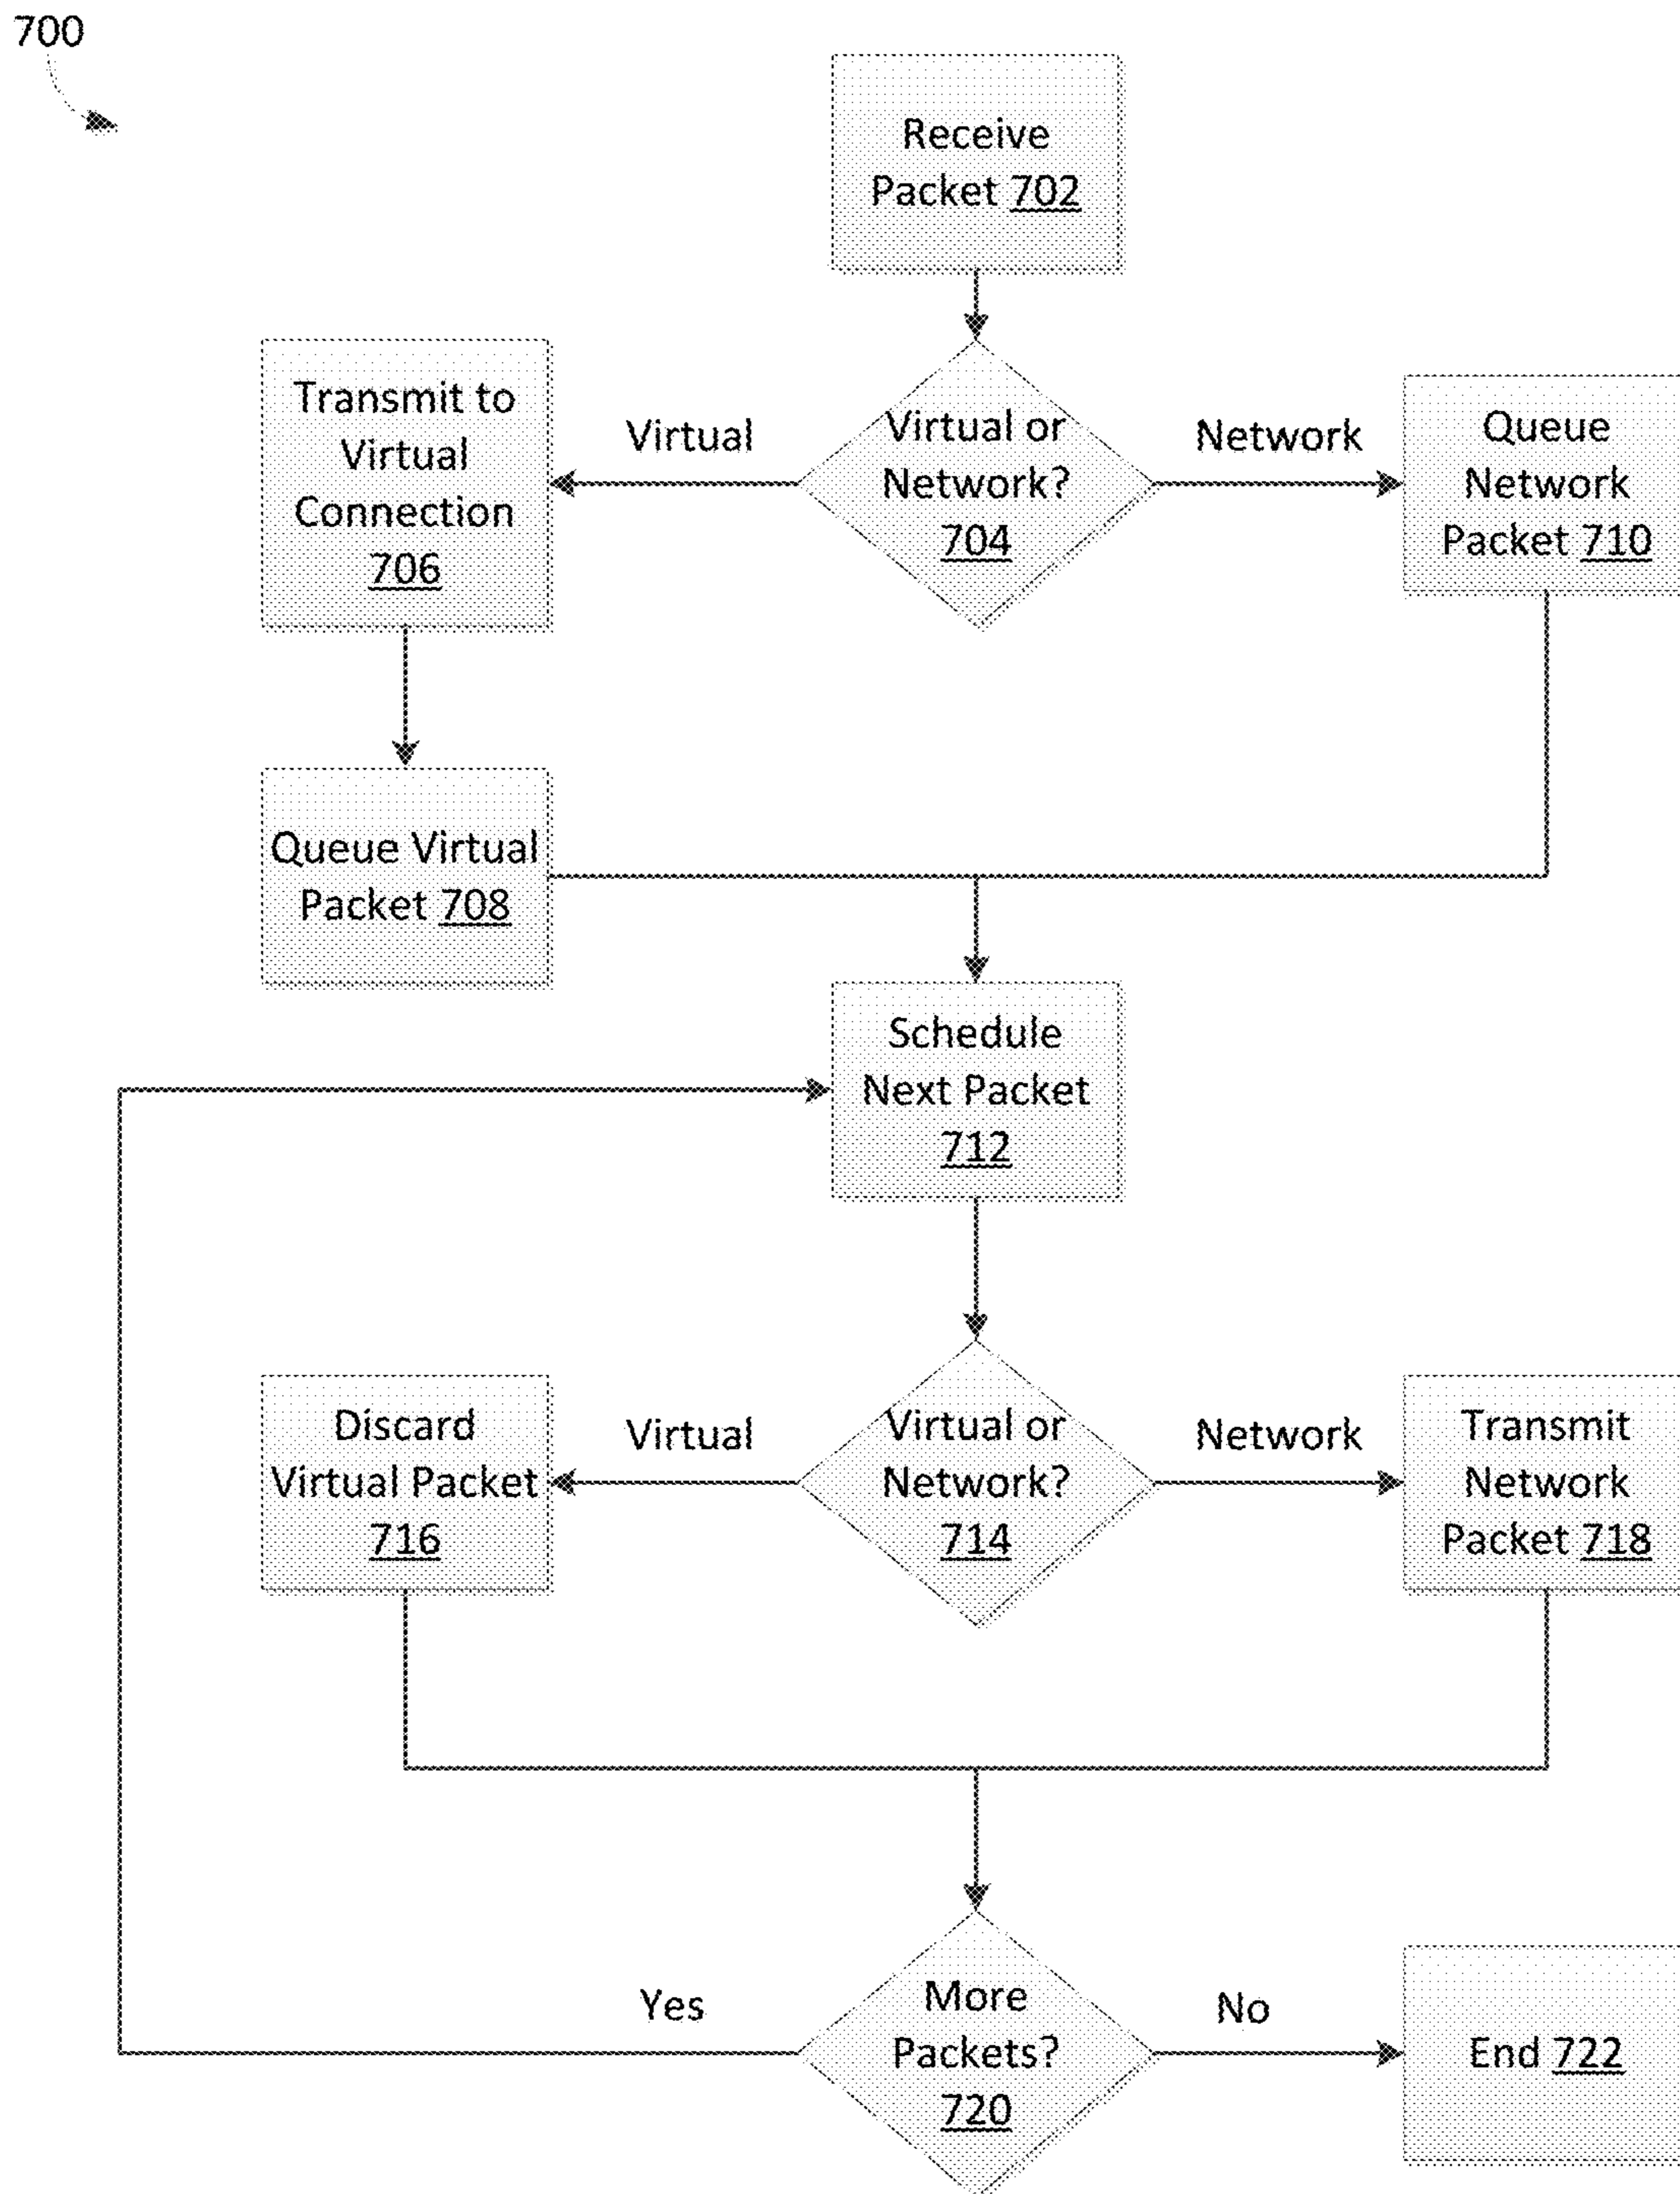 700
Receive
Packet 702
Transmit to
Virtual
Connection
706
Virtual
Virtual or
Network?
704
Network
Queue
Network
Packet 710
Queue Virtual
Packet 708
Schedule
Next Packet
712
Discard
Virtual Packet
716
Virtual
Virtual or
Network?
714
Network
Transmit
Network
Packet 718
Yes
More
Packets?
720
No
End 722